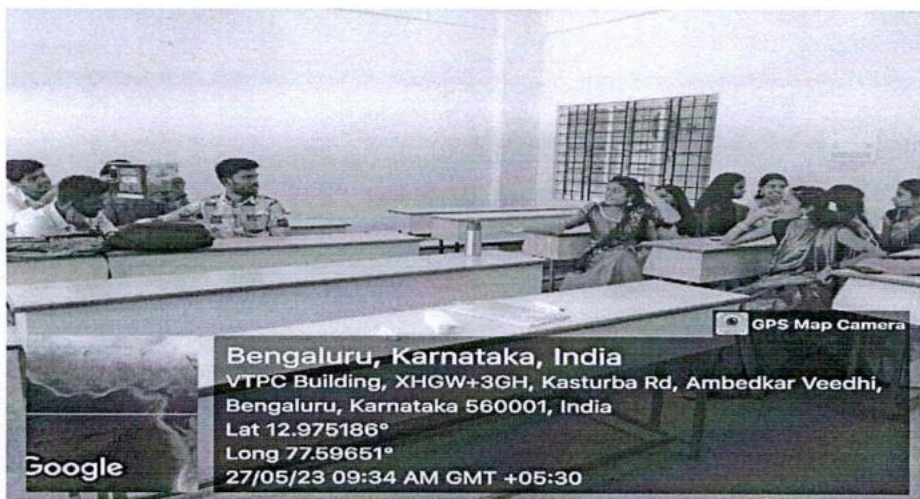 GPS Map Camera
Bengaluru, Karnataka, India
VTPC Building, XHGW+3GH, Kasturba Rd, Ambedkar Veedhi,
Bengaluru, Karnataka 560001, India
Lat 12.975186°
Long 77.59651°
27/05/23 09:34 AM GMT +05:30
Google